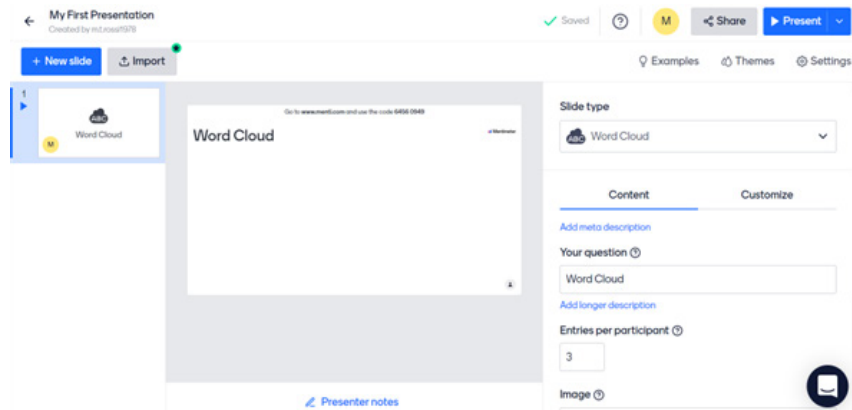 My First Presentation
Created by m.t.rossi1978
Saved
M
Share
Present
+ New slide
Import
Examples
Themes
Settings
1
ABC
Word Cloud
M
Go to www.menti.com and use the code 6456 0949
Word Cloud
Mentimeter
Presenter notes
Slide type
ABC Word Cloud
Content
Customize
Add meta description
Your question
Word Cloud
Add longer description
Entries per participant
3
Image